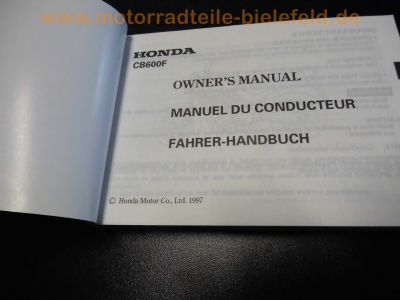 www.motorradteile-bielefeld.de
HONDA
CB600F
OWNER'S MANUAL
MANUEL DU CONDUCTEUR
FAHRER-HANDBUCH
© Honda Motor Co., Ltd. 1997